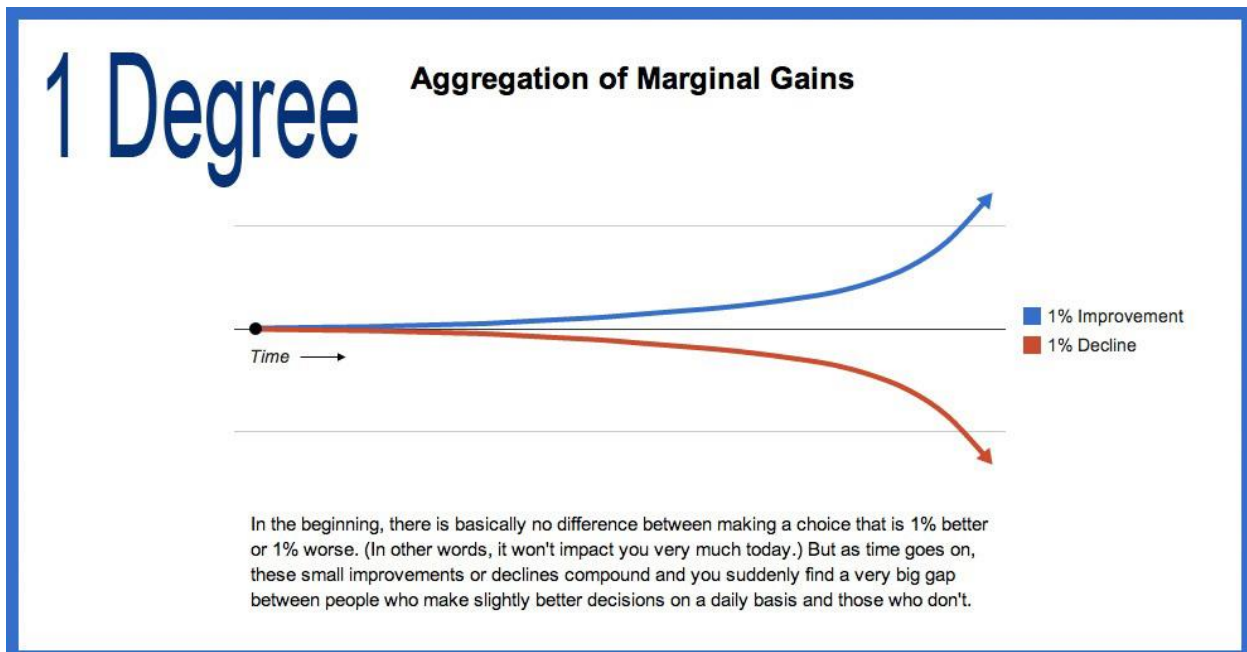 1 Degree
Aggregation of Marginal Gains
Time
1% Improvement
1% Decline
In the beginning, there is basically no difference between making a choice that is 1% better
or 1% worse. (In other words, it won't impact you very much today.) But as time goes on,
these small improvements or declines compound and you suddenly find a very big gap
between people who make slightly better decisions on a daily basis and those who don't.